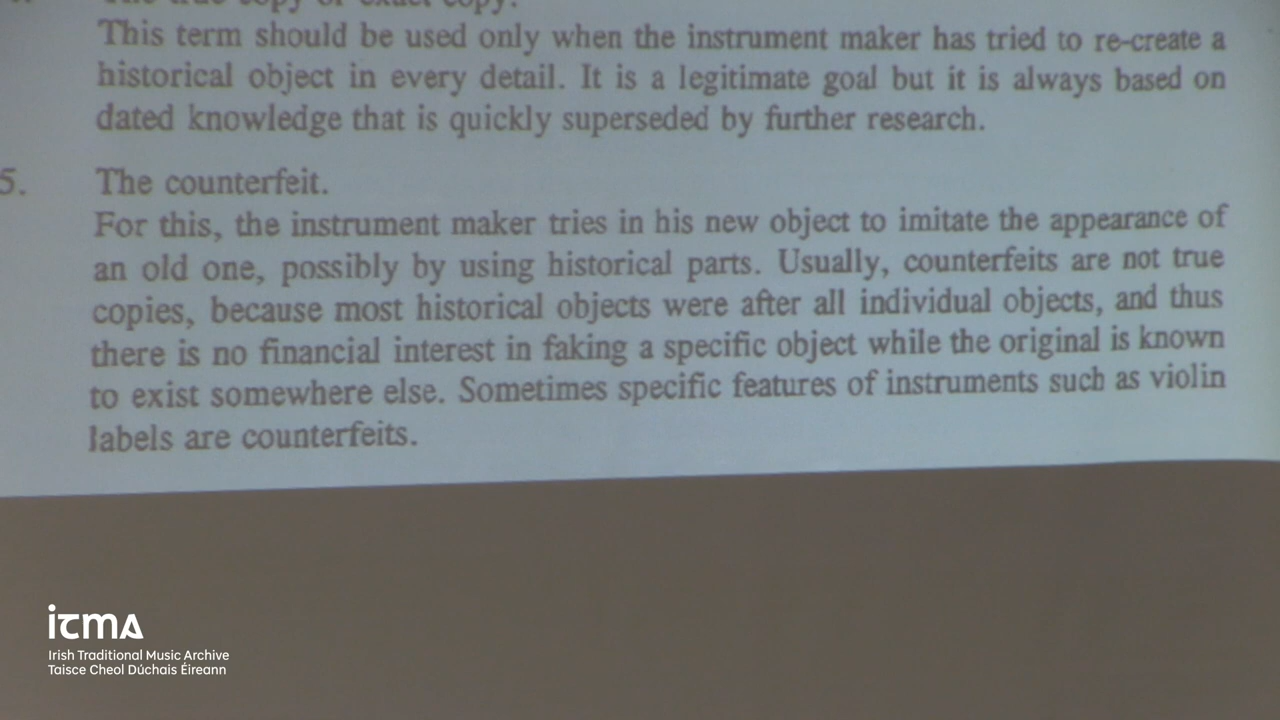 The true copy or exact copy.
This term should be used only when the instrument maker has tried to re-create a
historical object in every detail. It is a legitimate goal but it is always based on
dated knowledge that is quickly superseded by further research.
5. The counterfeit.
For this, the instrument maker tries in his new object to imitate the appearance of
an old one, possibly by using historical parts. Usually, counterfeits are not true
copies, because most historical objects were after all individual objects, and thus
there is no financial interest in faking a specific object while the original is known
to exist somewhere else. Sometimes specific features of instruments such as violin
labels are counterfeits.
itma
Irish Traditional Music Archive
Taisce Cheol Dúchais Éireann